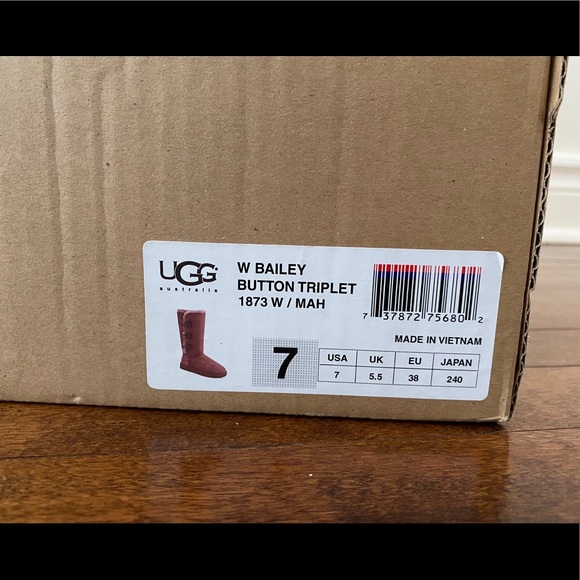 UGG®
australia
W BAILEY
BUTTON TRIPLET
1873 W / MAH
7 37872 75680 2
MADE IN VIETNAM
7
USA UK EU JAPAN
7 5.5 38 240